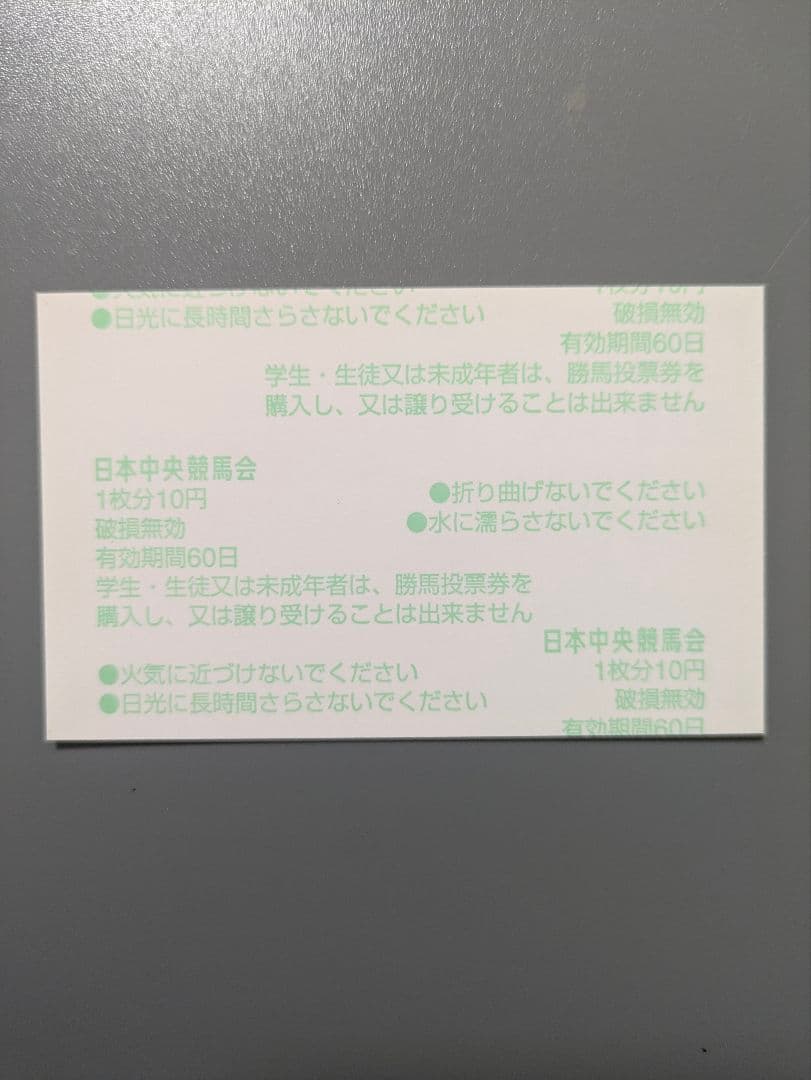 ●日光に長時間さらさないでください
破損無効
有効期間60日
学生・生徒又は未成年者は、勝馬投票券を
購入し、又は譲り受けることは出来ません
日本中央競馬会
1枚分10円
破損無効
有効期間60日
学生・生徒又は未成年者は、勝馬投票券を
購入し、又は譲り受けることは出来ません
●折り曲げないでください
●水に濡らさないでください
●火気に近づけないでください
●日光に長時間さらさないでください
日本中央競馬会
1枚分10円
破損無効
有効期間60日